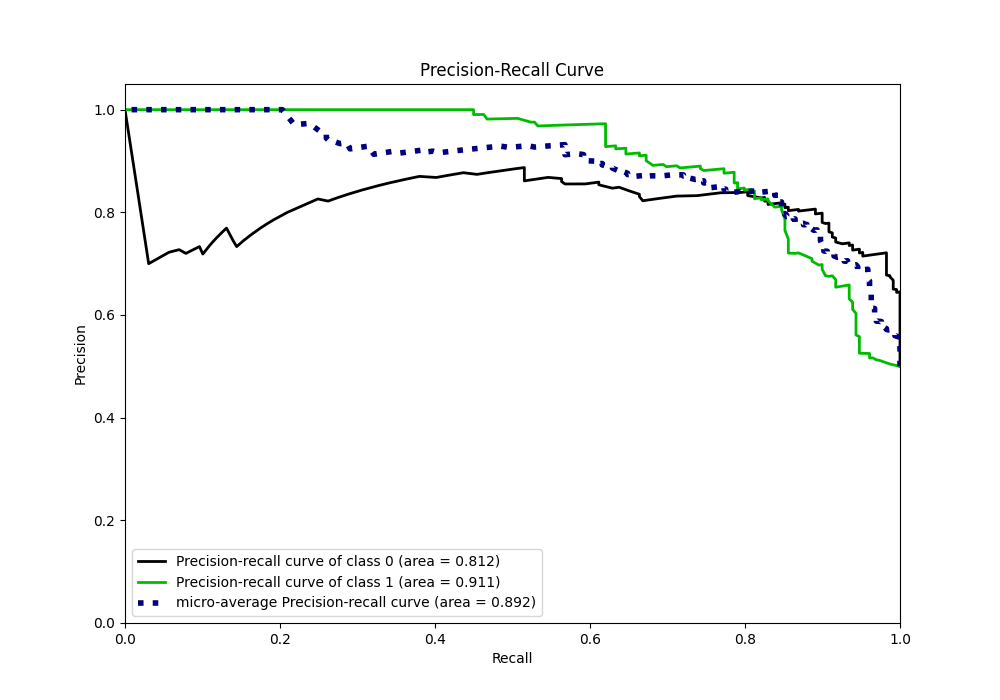 Precision-Recall Curve
1.0
0.8
0.6
0.4
0.2
0.0
Precision
Precision-recall curve of class 0 (area = 0.812)
Precision-recall curve of class 1 (area = 0.911)
micro-average Precision-recall curve (area = 0.892)
0.0 0.2 0.4 0.6 0.8 1.0
Recall